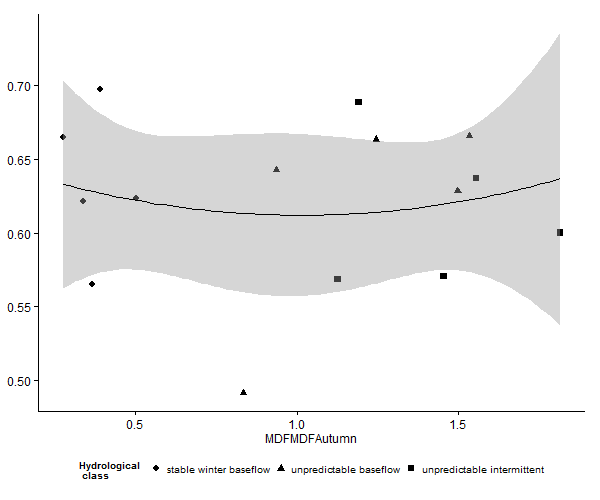 0.70
0.65
0.60
0.55
0.50
0.5 1.0 1.5
MDFMDFAutumn
Hydrological
class
stable winter baseflow unpredictable baseflow unpredictable intermittent